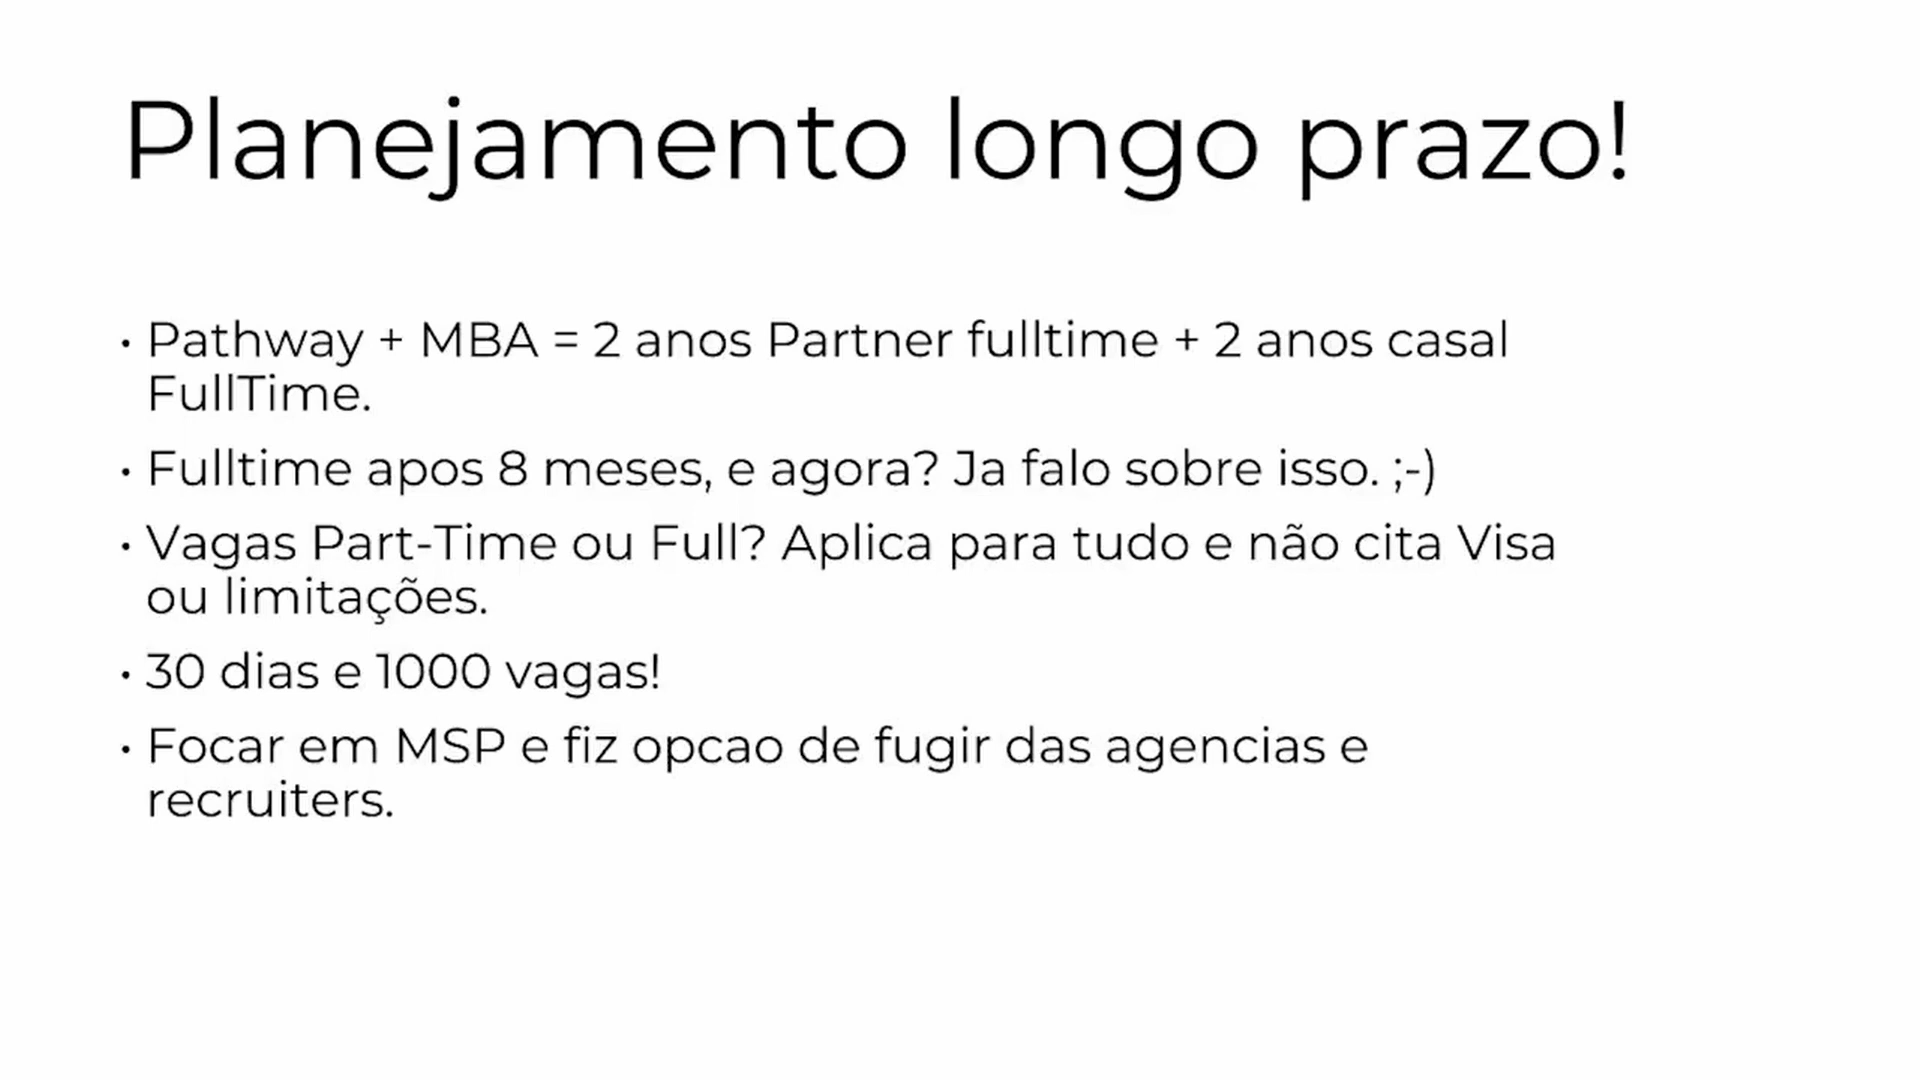 Planejamento longo prazo!
• Pathway + MBA = 2 anos Partner fulltime + 2 anos casal
FullTime.
• Fulltime apos 8 meses, e agora? Ja falo sobre isso. ;-)
• Vagas Part-Time ou Full? Aplica para tudo e não cita Visa
ou limitações.
• 30 dias e 1000 vagas!
• Focar em MSP e fiz opcao de fugir das agencias e
recruiters.